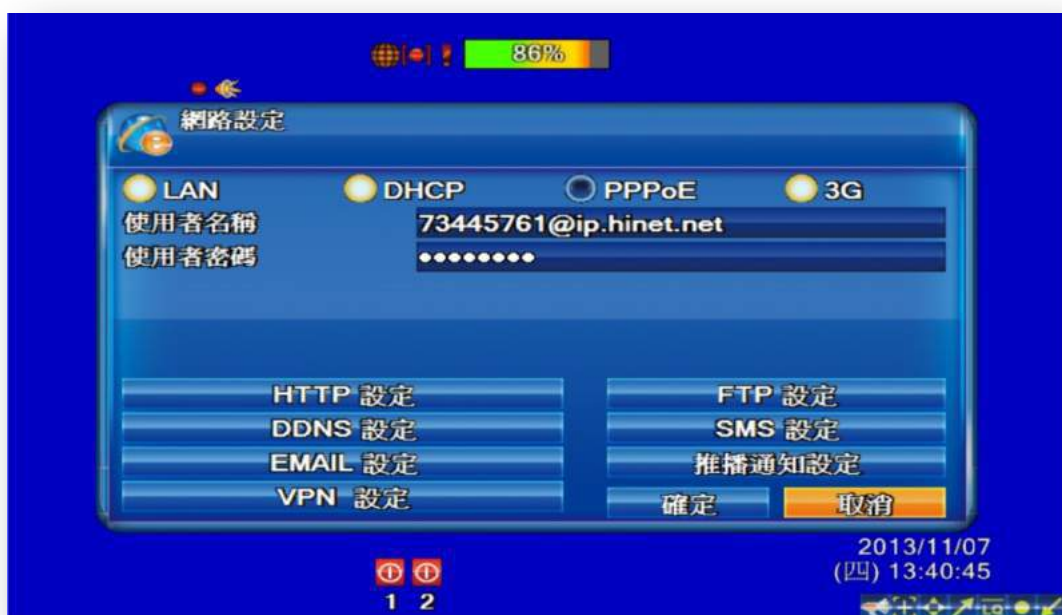 86%
網路設定
LAN DHCP PPPoE 3G
使用者名稱 73445761@ip.hinet.net
使用者密碼 ●●●●●●●●
HTTP 設定 FTP 設定
DDNS 設定 SMS 設定
EMAIL 設定 推播通知設定
VPN 設定 確定 取消
2013/11/07
(四) 13:40:45
1 2